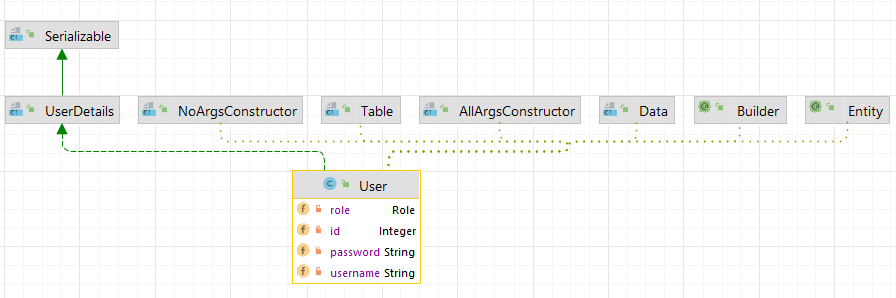 Serializable
UserDetails NoArgsConstructor Table AllArgsConstructor Data Builder Entity
User
role Role
id Integer
password String
username String